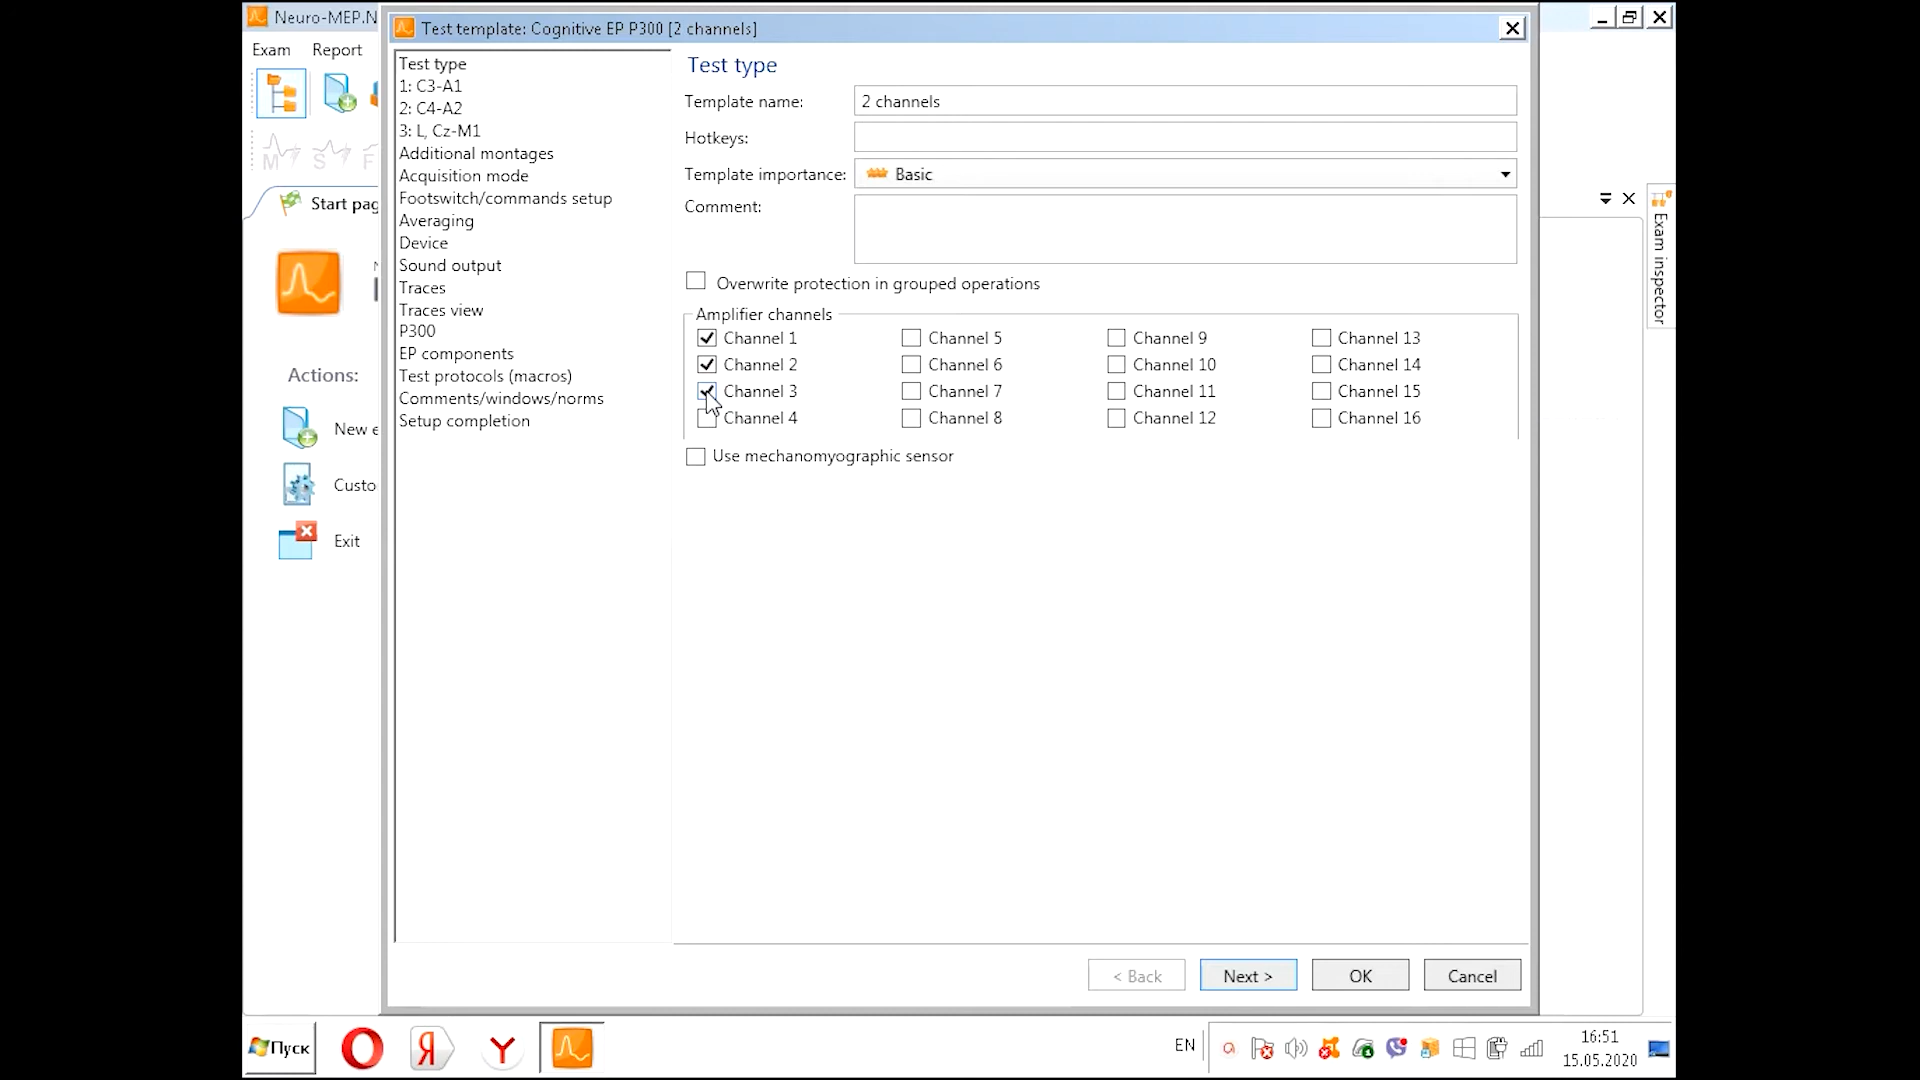 Neuro-MEP.N
Test template: Cognitive EP P300 [2 channels]
Exam Report
Start pag
Actions:
New e
Custo
Exit
Test type
1: C3-A1
2: C4-A2
3: L, Cz-M1
Additional montages
Acquisition mode
Footswitch/commands setup
Averaging
Device
Sound output
Traces
Traces view
P300
EP components
Test protocols (macros)
Comments/windows/norms
Setup completion
Test type
Template name: 2 channels
Hotkeys:
Template importance: Basic
Comment:
Overwrite protection in grouped operations
Amplifier channels
Channel 1 Channel 5 Channel 9 Channel 13
Channel 2 Channel 6 Channel 10 Channel 14
Channel 3 Channel 7 Channel 11 Channel 15
Channel 4 Channel 8 Channel 12 Channel 16
Use mechanomyographic sensor
< Back Next > OK Cancel
Exam inspector
Пуск
EN
16:51
15.05.2020